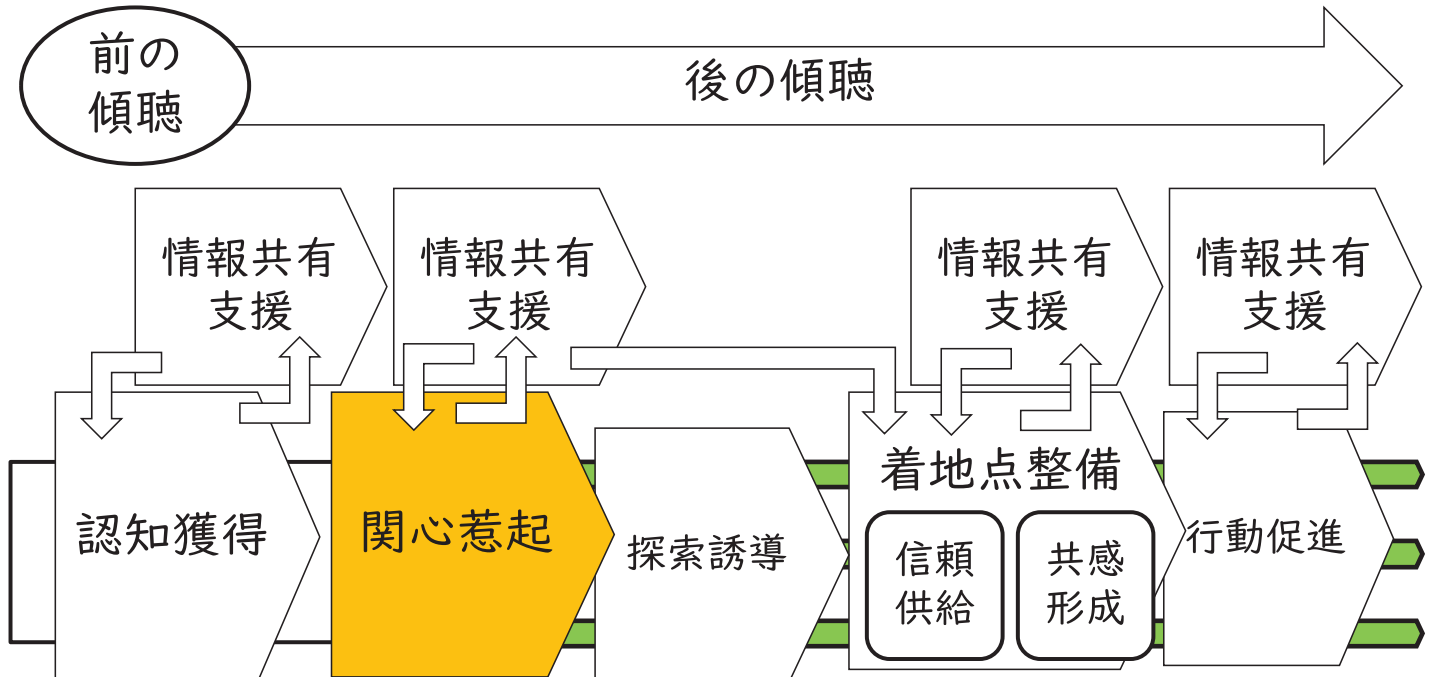 前の
傾聴
後の傾聴
情報共有
支援
情報共有
支援
情報共有
支援
情報共有
支援
認知獲得
関心惹起
探索誘導
着地点整備
信頼
供給
共感
形成
行動促進